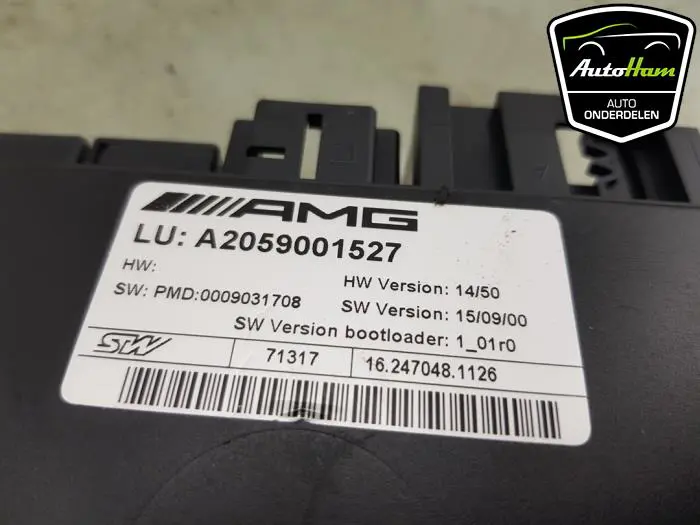 AutoHam
AUTO
ONDERDELEN
AMG
LU: A2059001527
HW:
HW Version: 14/50
SW: PMD:0009031708
SW Version: 15/09/00
SW Version bootloader: 1_01r0
STW
71317
16.247048.1126